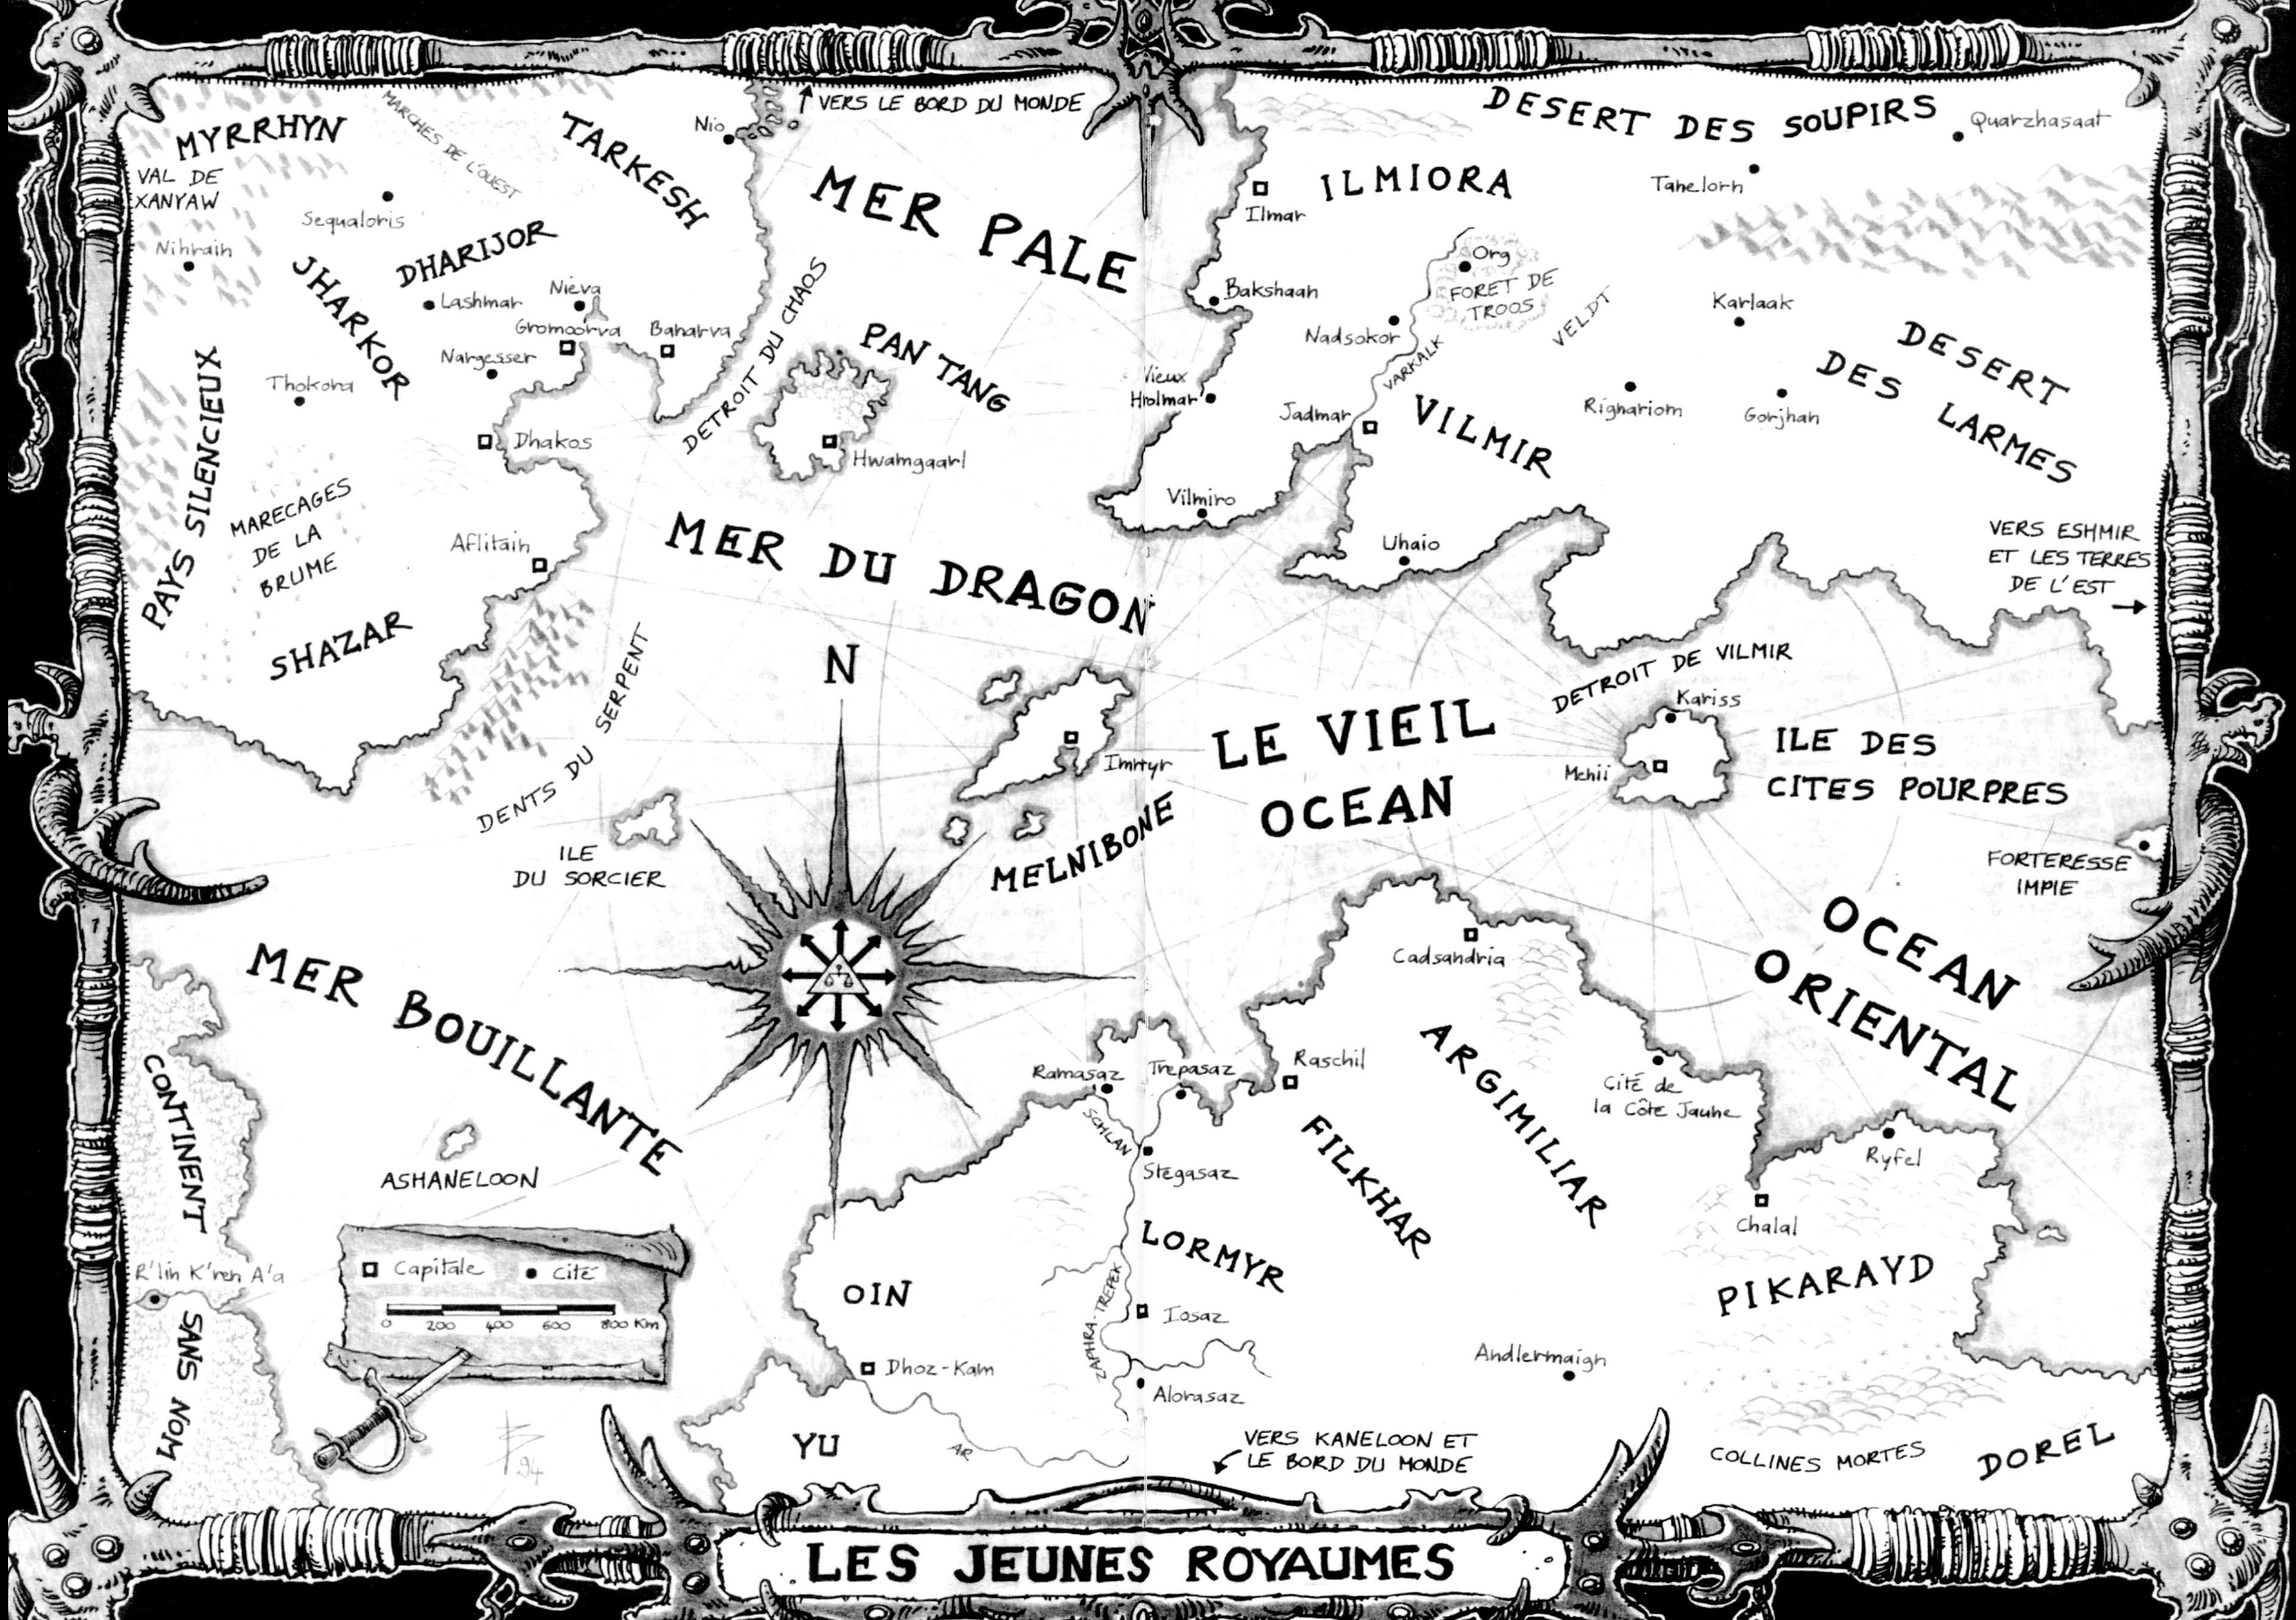 VERS LE BORD DU MONDE
DESERT DES SOUPIRS
Quarzhasaat
MYRRHYN
MARCHES DE L'OUEST
TARKESH
Nio
VAL DE
XANYAW
Sequaloris
Nihrain
MER PALE
ILMIORA
Ilmar
Tanelorn
DHARIJOR
JHARKOR
Lashmar
Nieva
Gromoorva
Banarva
Nargesser
Thokora
Dhakos
DETROIT DU CHAOS
PAN TANG
Hwamgaarl
Bakshaan
Org
FORET DE
TROOS
VELDT
Nadsokor
VARKALK
Karlaak
DESERT
DES LARMES
Vieux
Hrolmar
Jadmar
VILMIR
Rignariom
Gorjhan
Vilmiro
Uhaio
PAYS SILENCIEUX
MARECAGES
DE LA
BRUME
Aflitain
SHAZAR
MER DU DRAGON
VERS ESHMIR
ET LES TERRES
DE L'EST
DENTS DU SERPENT
N
DETROIT DE VILMIR
Kariss
Menii
ILE DES
CITES POURPRES
Imrryr
MELNIBONE
LE VIEIL
OCEAN
ILE
DU SORCIER
FORTERESSE
IMPIE
OCEAN
ORIENTAL
MER BOUILLANTE
Cadsandria
ARGIMILIAR
CONTINENT
SANS NOM
R'lin K'ren A'a
ASHANELOON
Ramasaz
Trepasaz
Raschil
SCHLAN
Stegasaz
FILKHAR
Cité de
la Côte Jaune
Ryfel
Chalal
PIKARAYD
LORMYR
ZAPHRA-TREPEK
Iosaz
Alorasaz
OIN
Dhoz-Kam
YU
AR
Andlermaign
VERS KANELOON ET
LE BORD DU MONDE
COLLINES MORTES
DOREL
Capitale
Cité
0 200 400 600 800 Km
94
LES JEUNES ROYAUMES